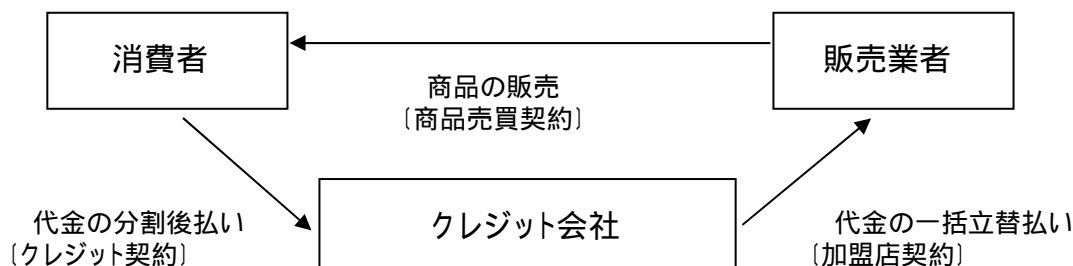 消費者
販売業者
商品の販売
〔商品売買契約〕
クレジット会社
代金の分割後払い
〔クレジット契約〕
代金の一括立替払い
〔加盟店契約〕